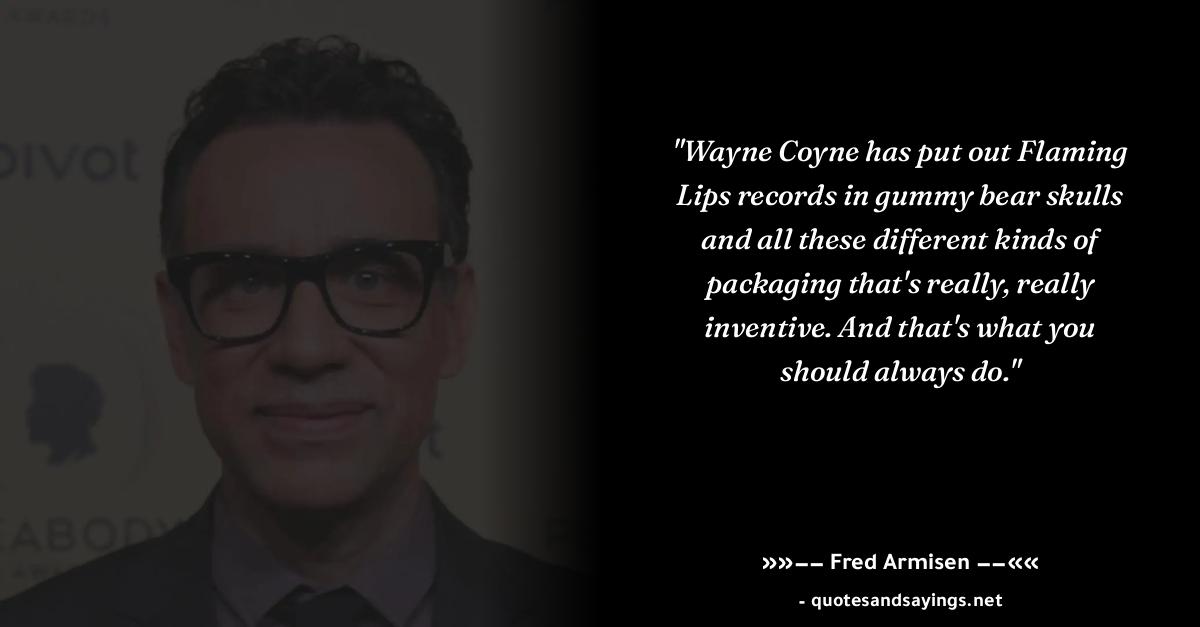 AWARDS
pivot
"Wayne Coyne has put out Flaming
Lips records in gummy bear skulls
and all these different kinds of
packaging that's really, really
inventive. And that's what you
should always do."
EABODY
AWA
»»−− Fred Armisen −−««
- quotesandsayings.net